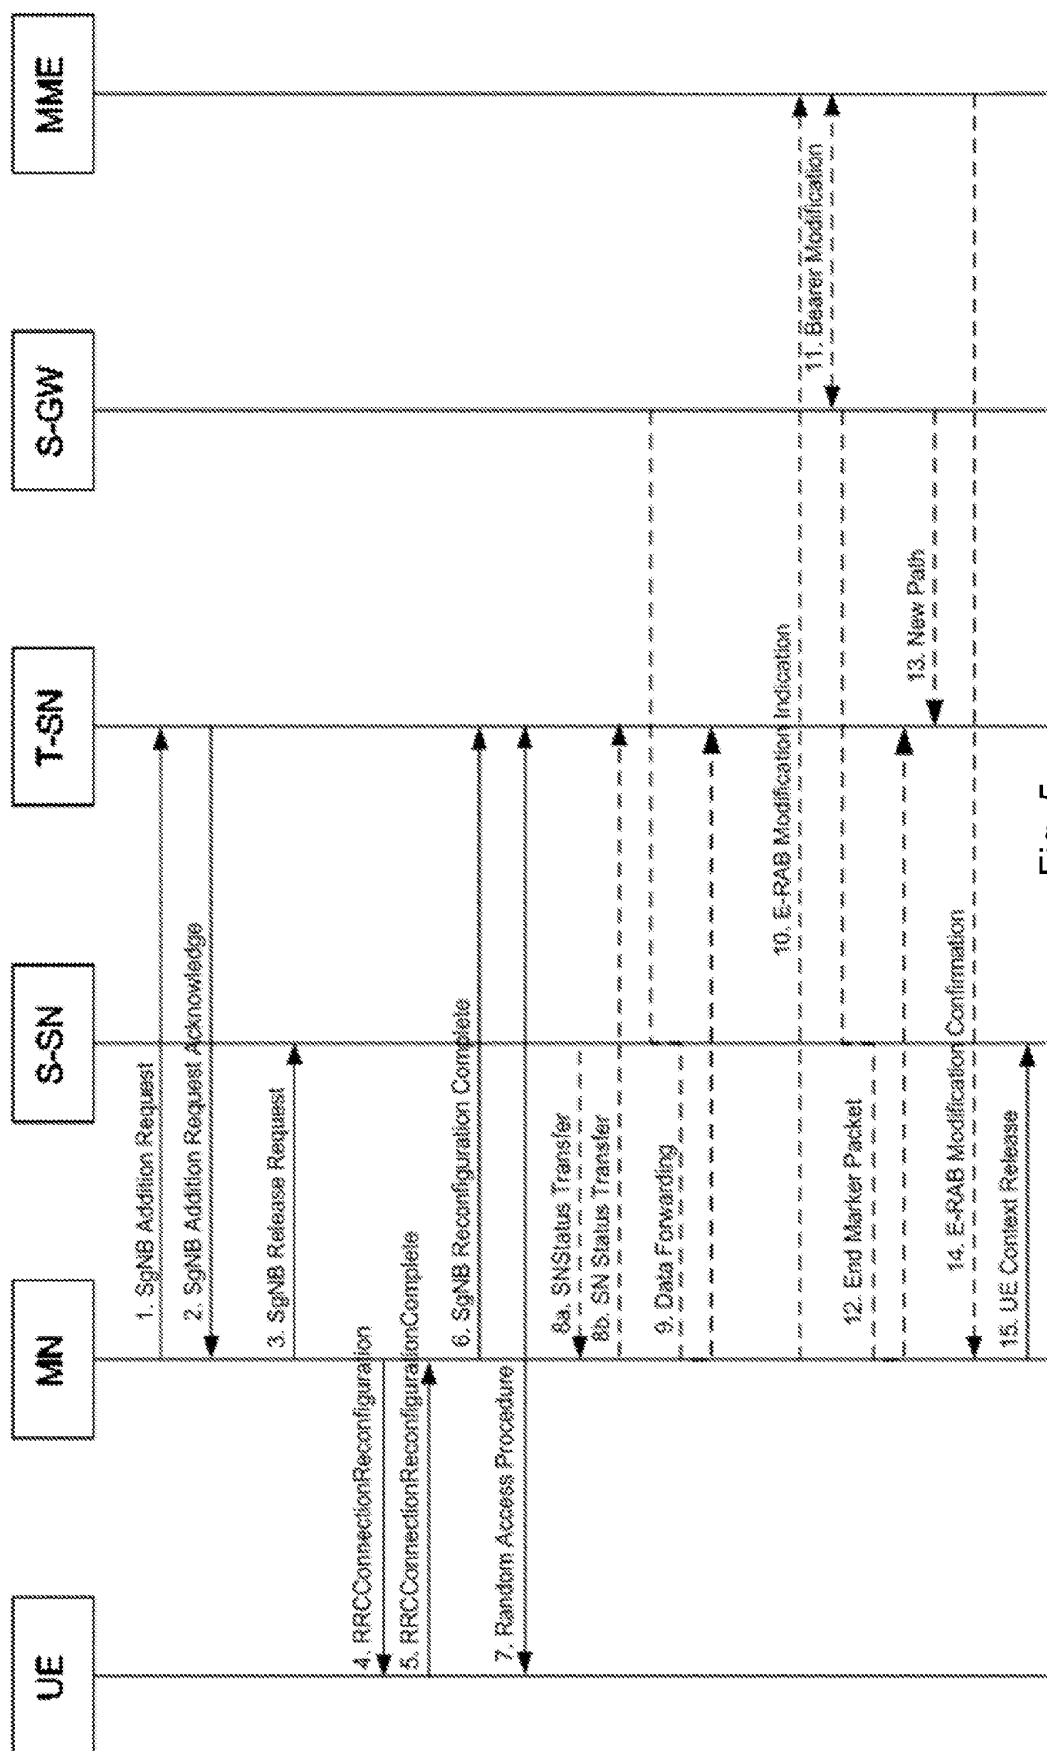 UE
MN
S-SN
T-SN
S-GW
MME
1. SgNB Addition Request
2. SgNB Addition Request Acknowledge
3. SgNB Release Request
4. RRCConnectionReconfiguration
5. RRCConnectionReconfigurationComplete
6. SgNB Reconfiguration Complete
7. Random Access Procedure
8a. SNStatus Transfer
8b. SN Status Transfer
9. Data Forwarding
10. E-RAB Modification Indication
11. Bearer Modification
12. End Marker Packet
13. New Path
14. E-RAB Modification Confirmation
15. UE Context Release